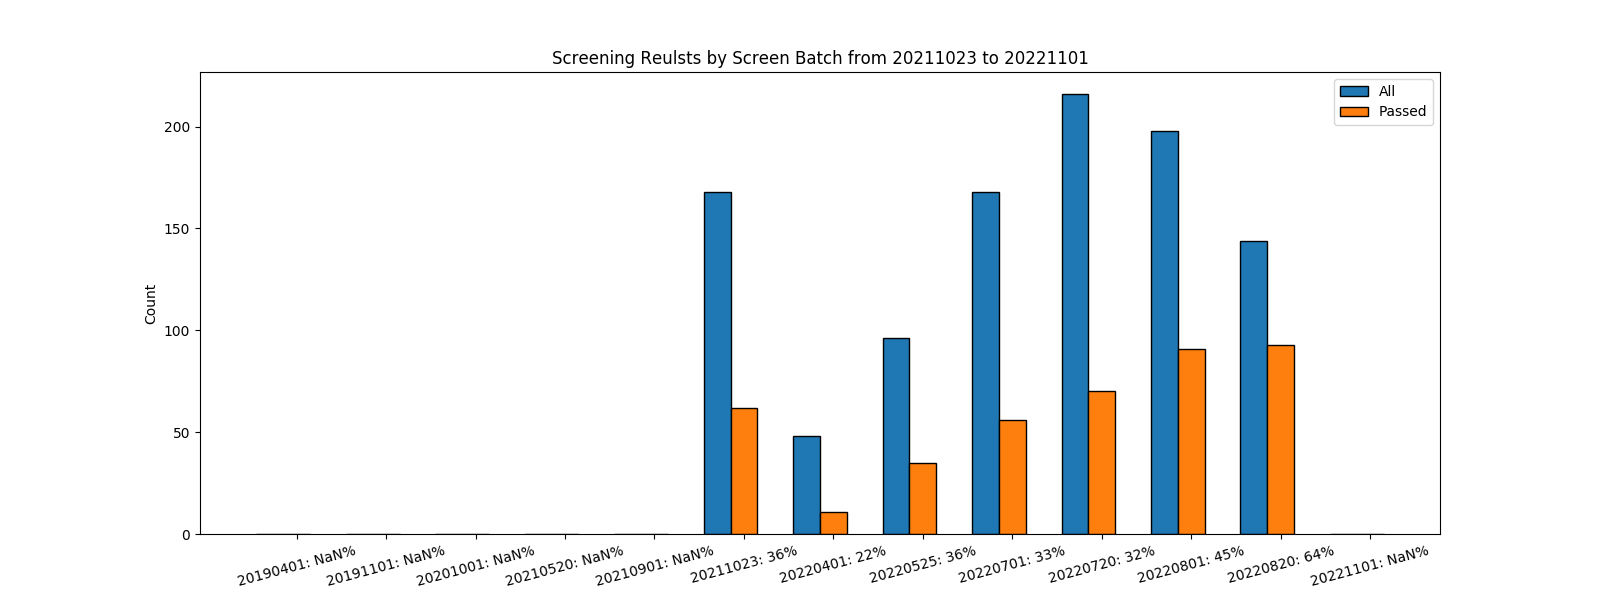 Screening Reulsts by Screen Batch from 20211023 to 20221101
All
Passed
200
150
100
50
0
Count
20190401: NaN%
20191101: NaN%
20201001: NaN%
20210520: NaN%
20210901: NaN%
20211023: 36%
20220401: 22%
20220525: 36%
20220701: 33%
20220720: 32%
20220801: 45%
20220820: 64%
20221101: NaN%